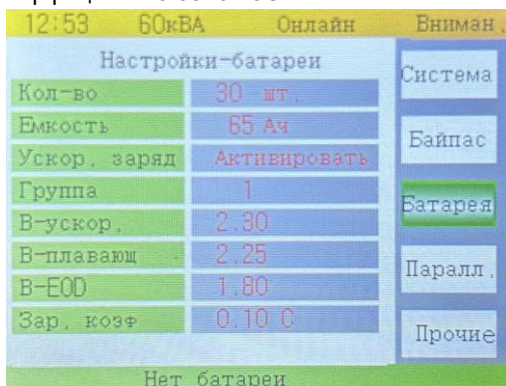 12:53 60кВА Онлайн Вниман.
Настройки-батареи
Кол-во 30 шт.
Емкость 65 Ач
Ускор. заряд Активировать
Группа 1
В-ускор. 2.30
В-плавающ. 2.25
В-EOD 1.80
Зар. коэф 0.10 C
Система
Байпас
Батарея
Паралл.
Прочие
Нет батареи